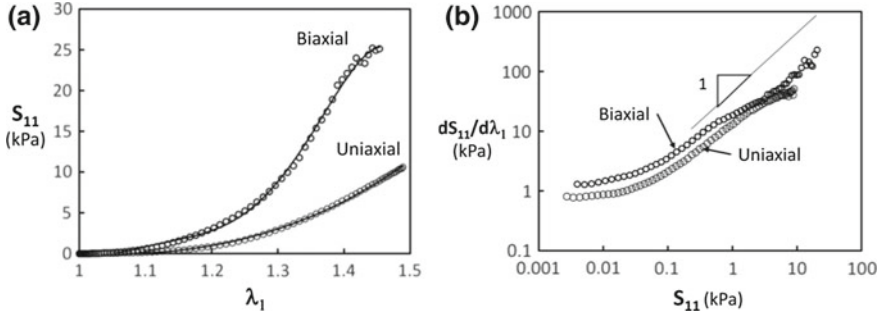 (a)
30
25
20
15
10
5
0
S₁₁
(kPa)
Biaxial
Uniaxial
1
1.1
1.2
1.3
1.4
1.5
λ₁
(b)
1000
100
10
1
0.1
dS₁₁/dλ₁
(kPa)
1
Biaxial
Uniaxial
0.001
0.01
0.1
1
10
100
S₁₁ (kPa)